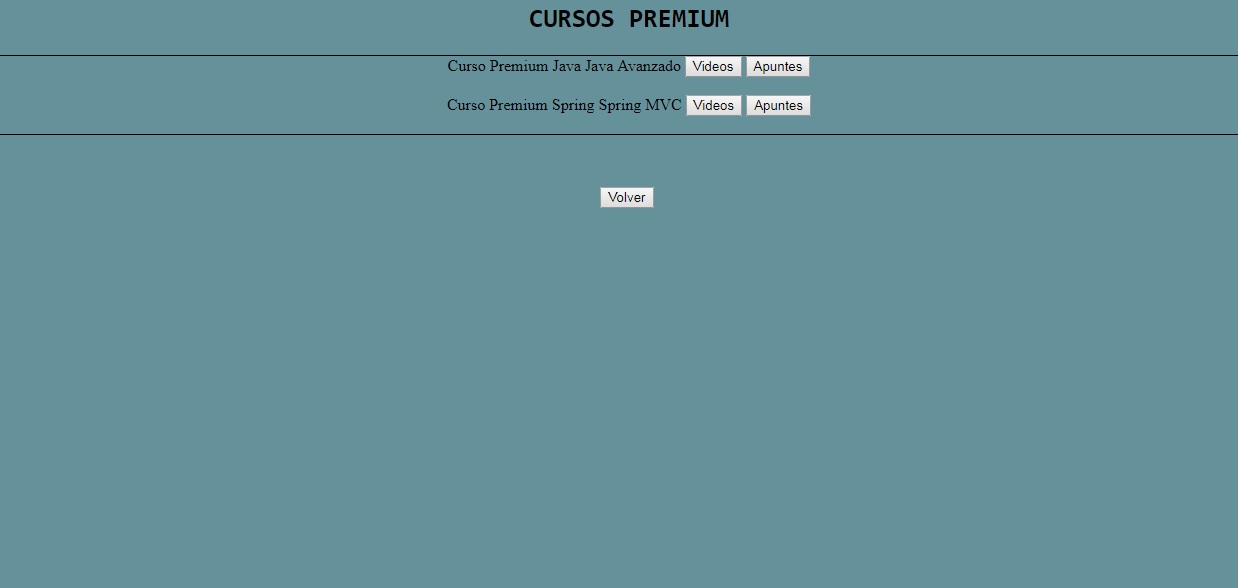 CURSOS PREMIUM
Curso Premium Java Java Avanzado Videos Apuntes
Curso Premium Spring Spring MVC Videos Apuntes
Volver